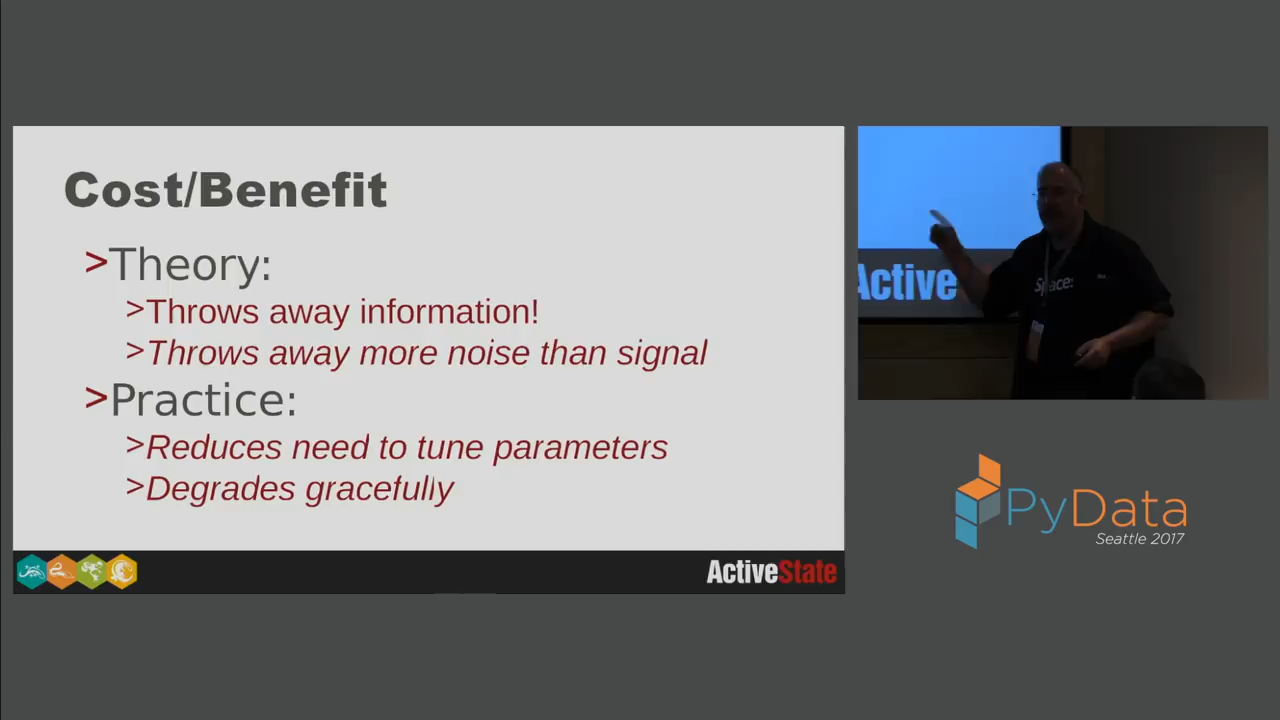 Cost/Benefit
>Theory:
>Throws away information!
>Throws away more noise than signal
>Practice:
>Reduces need to tune parameters
>Degrades gracefully
ActiveState
Active
Space:
PyData
Seattle 2017